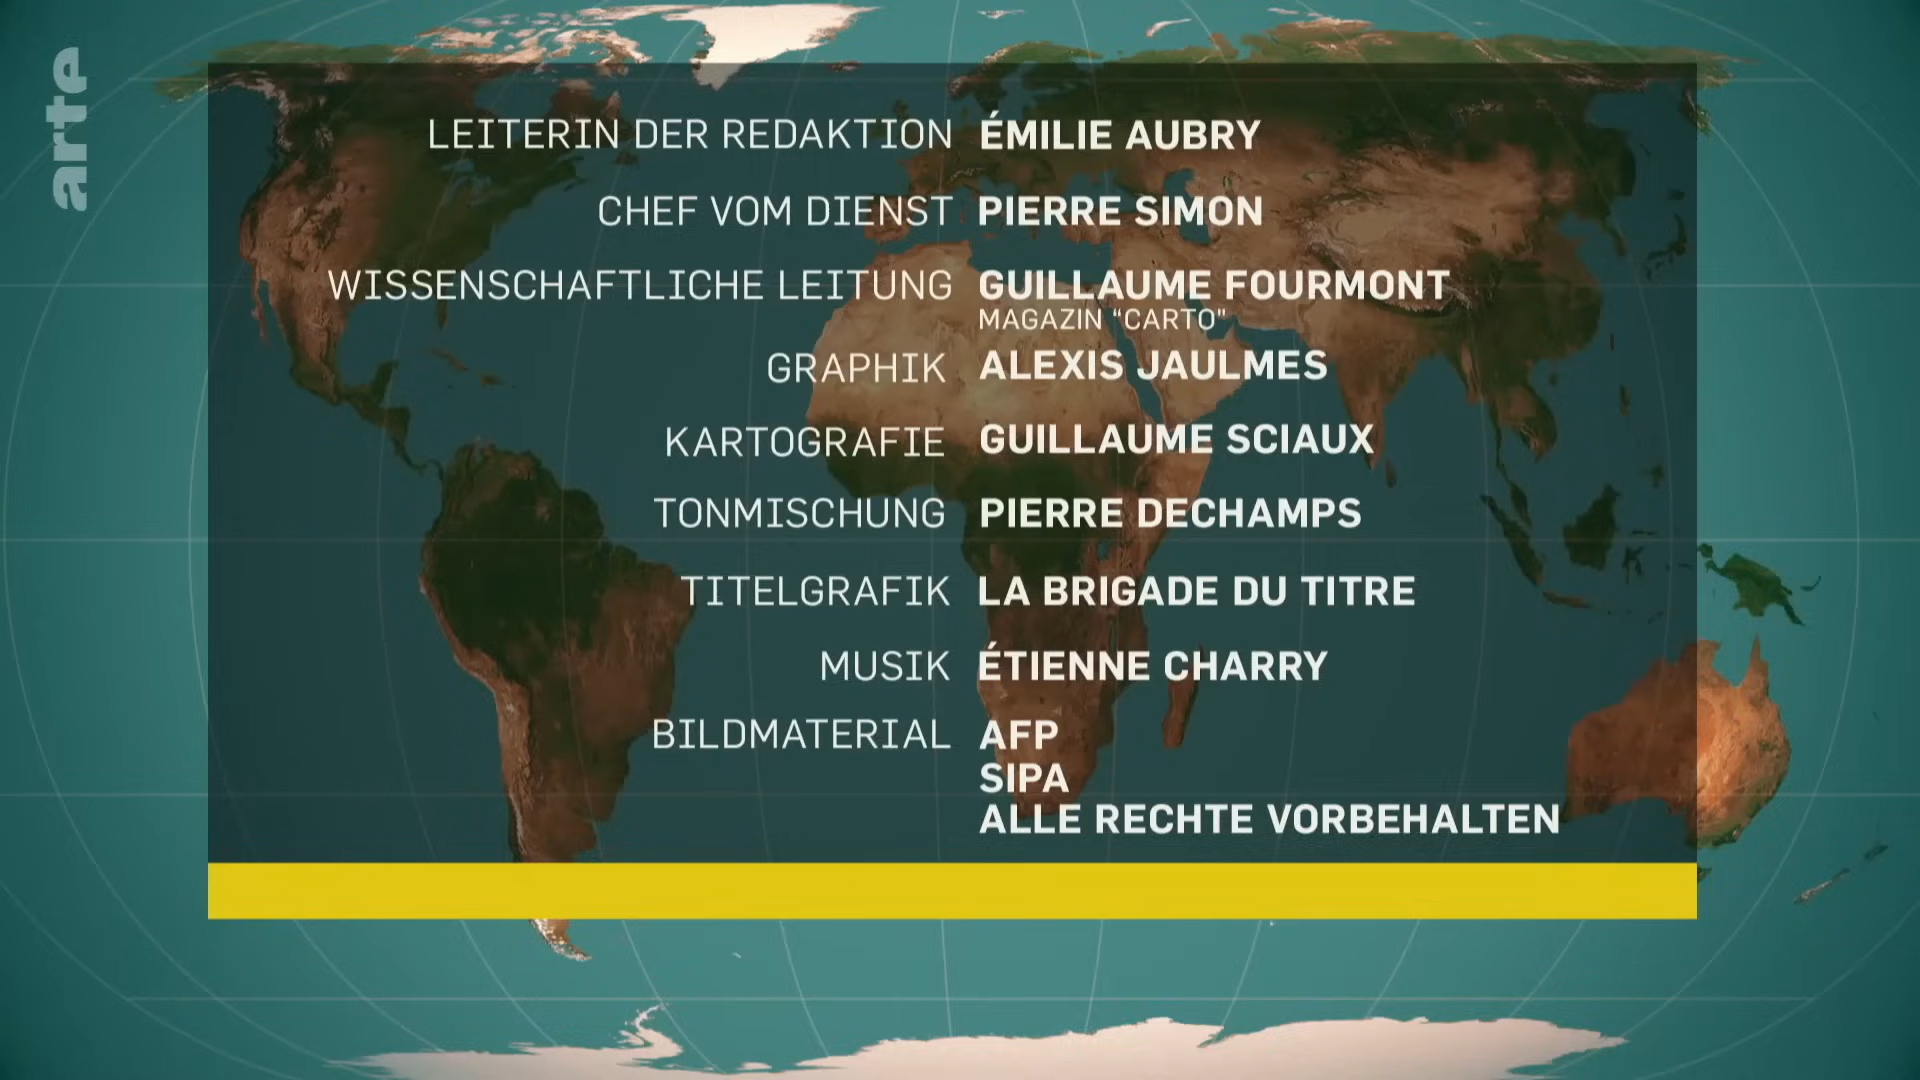 arte
LEITERIN DER REDAKTION ÉMILIE AUBRY
CHEF VOM DIENST PIERRE SIMON
WISSENSCHAFTLICHE LEITUNG GUILLAUME FOURMONT
MAGAZIN “CARTO"
GRAPHIK ALEXIS JAULMES
KARTOGRAFIE GUILLAUME SCIAUX
TONMISCHUNG PIERRE DECHAMPS
TITELGRAFIK LA BRIGADE DU TITRE
MUSIK ÉTIENNE CHARRY
BILDMATERIAL AFP
SIPA
ALLE RECHTE VORBEHALTEN